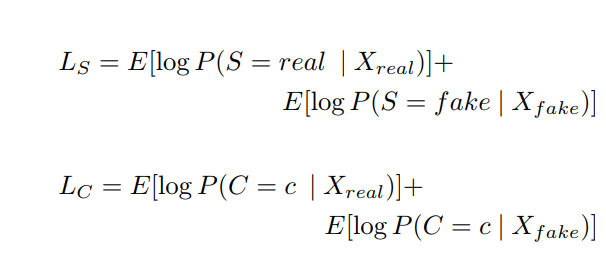 L_S = E[log P(S = real | X_real)]+
E[log P(S = fake | X_fake)]
L_C = E[log P(C = c | X_real)]+
E[log P(C = c | X_fake)]